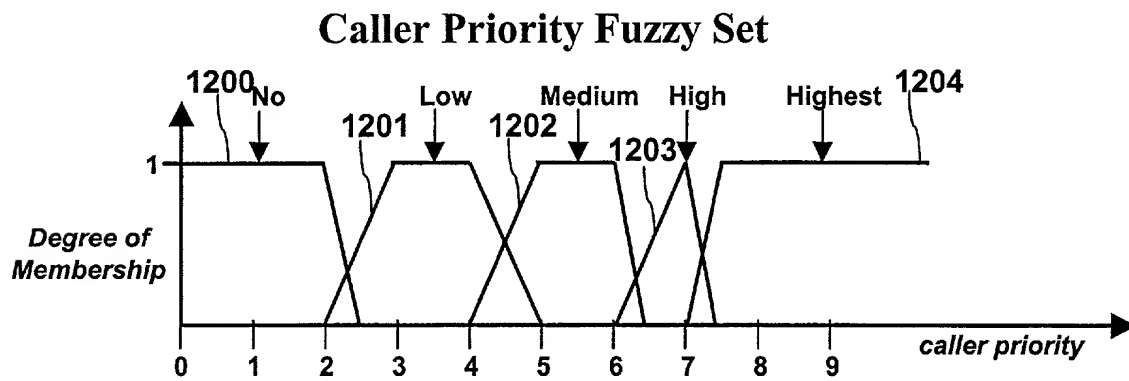 Caller Priority Fuzzy Set
1200
No
1201
Low
1202
Medium
1203
High
Highest
1204
1
Degree of
Membership
0 1 2 3 4 5 6 7 8 9
caller priority